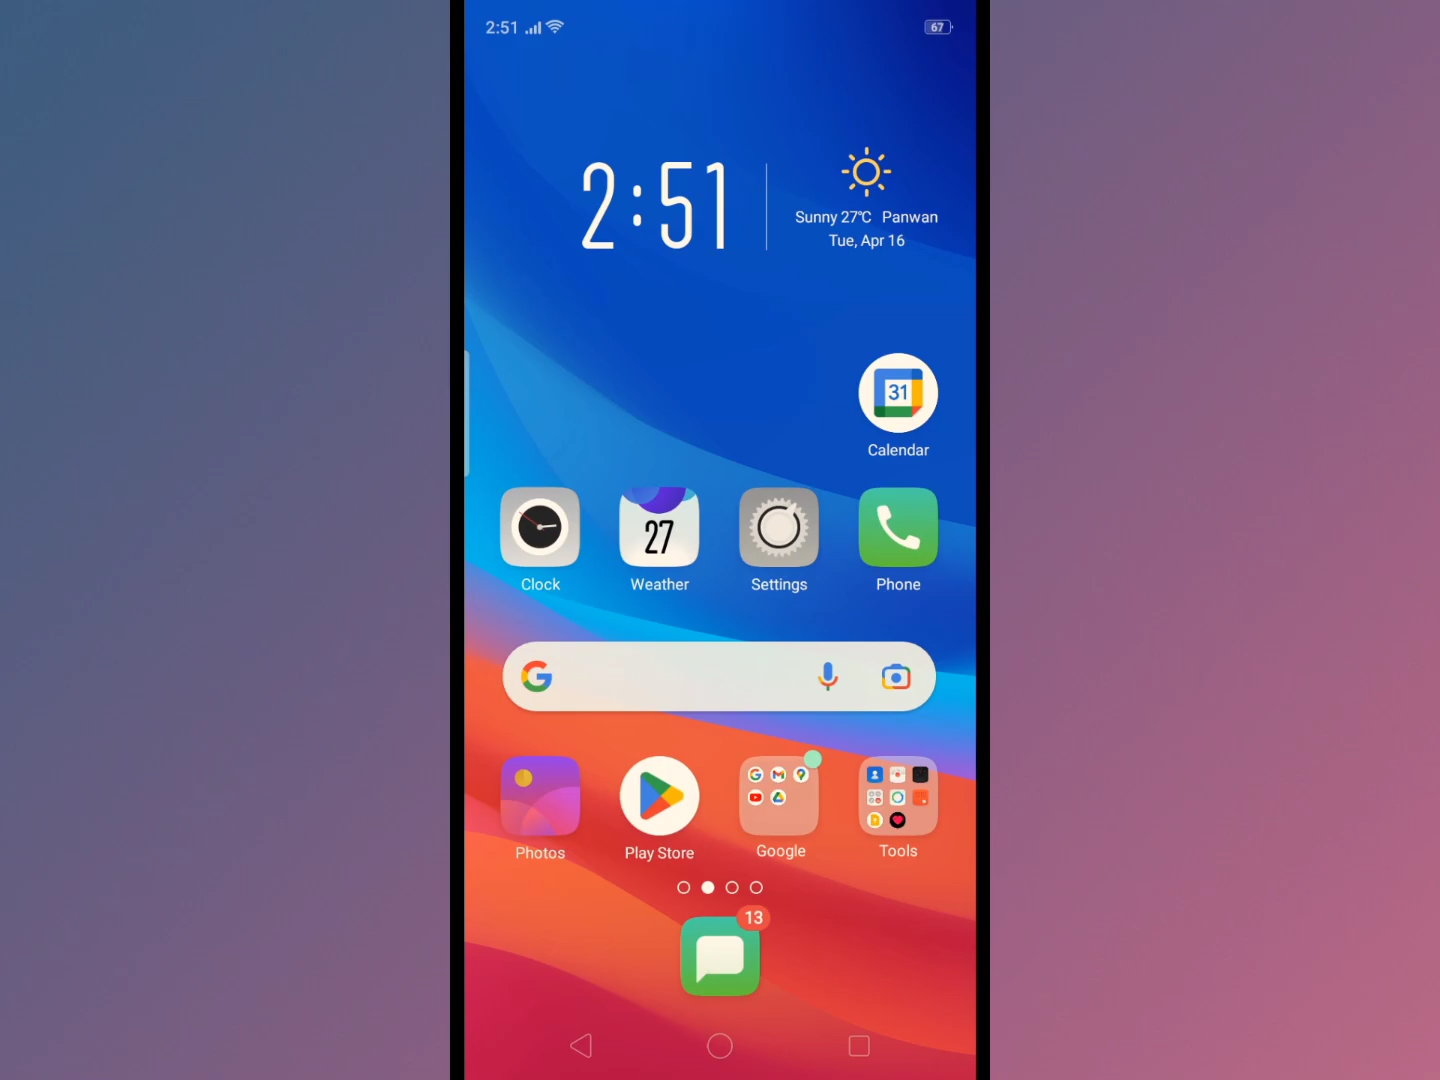 2:51
67
2:51
Sunny 27°C Panwan
Tue, Apr 16
31
Calendar
27
Clock
Weather
Settings
Phone
Photos
Play Store
Google
Tools
13